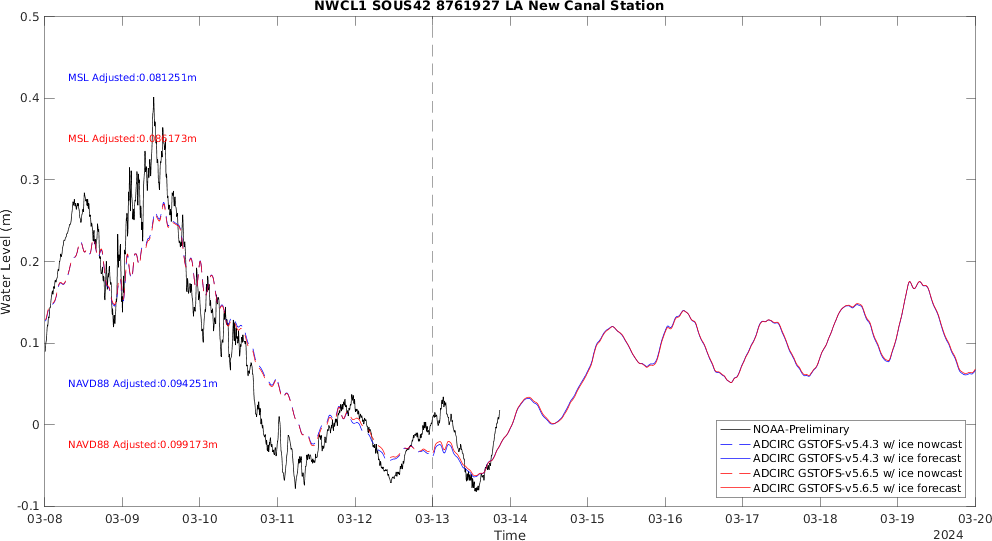 NWCL1 SOUS42 8761927 LA New Canal Station
0.5
0.4
0.3
0.2
0.1
0
-0.1
Water Level (m)
MSL Adjusted:0.081251m
MSL Adjusted:0.086173m
NAVD88 Adjusted:0.094251m
NAVD88 Adjusted:0.099173m
NOAA-Preliminary
ADCIRC GSTOFS-v5.4.3 w/ ice nowcast
ADCIRC GSTOFS-v5.4.3 w/ ice forecast
ADCIRC GSTOFS-v5.6.5 w/ ice nowcast
ADCIRC GSTOFS-v5.6.5 w/ ice forecast
03-08 03-09 03-10 03-11 03-12 03-13 03-14 03-15 03-16 03-17 03-18 03-19 03-20
Time
2024